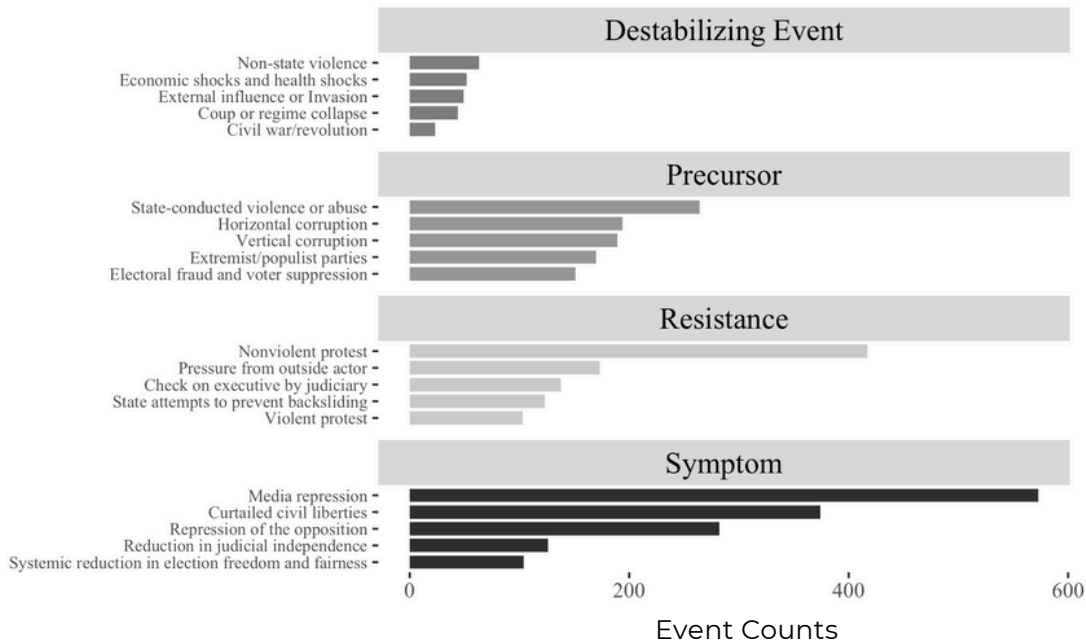 Destabilizing Event
Non-state violence
Economic shocks and health shocks
External influence or Invasion
Coup or regime collapse
Civil war/revolution
Precursor
State-conducted violence or abuse
Horizontal corruption
Vertical corruption
Extremist/populist parties
Electoral fraud and voter suppression
Resistance
Nonviolent protest
Pressure from outside actor
Check on executive by judiciary
State attempts to prevent backsliding
Violent protest
Symptom
Media repression
Curtailed civil liberties
Repression of the opposition
Reduction in judicial independence
Systemic reduction in election freedom and fairness
0 200 400 600
Event Counts